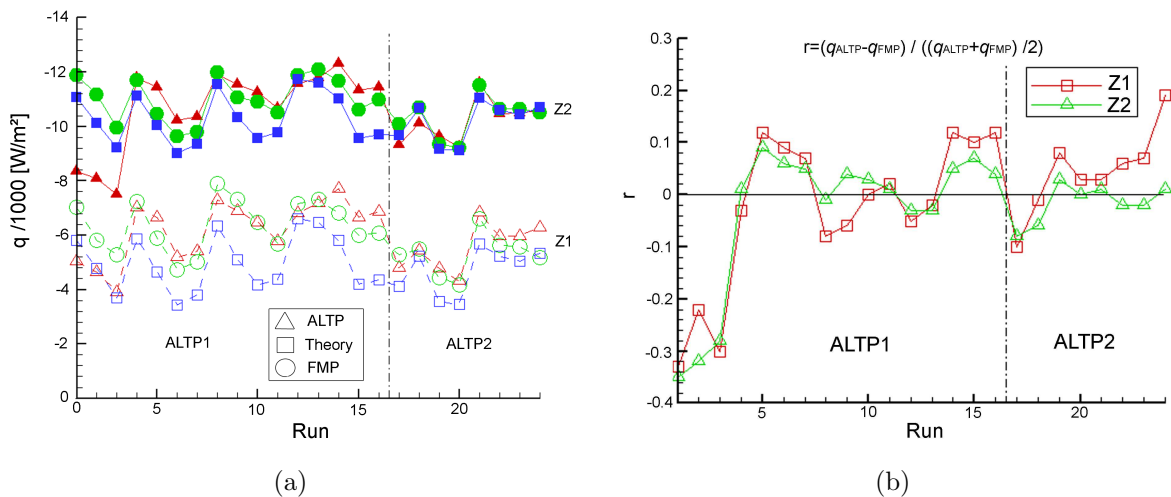 -14
-12
-10
-8
-6
-4
-2
0
q /1000 [W/m²]
Z2
Z1
ALTP1
ALTP2
ALTP
Theory
FMP
0 5 10 15 20
Run
(a)
r=(qALTP-qFMP) / ((qALTP+qFMP) /2)
0.3
0.2
0.1
0
-0.1
-0.2
-0.3
-0.4
r
Z1
Z2
ALTP1
ALTP2
5 10 15 20
Run
(b)